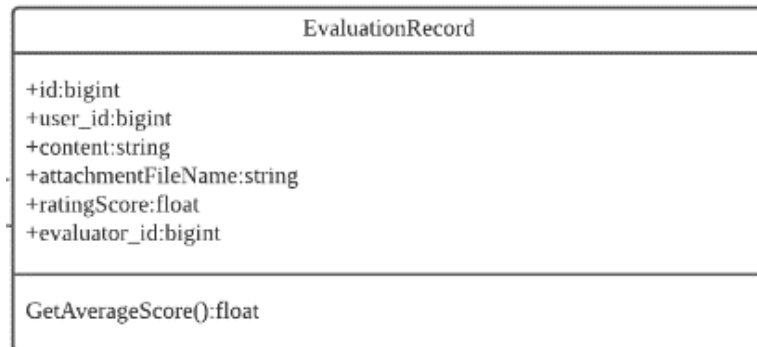 EvaluationRecord
+id:bigint
+user_id:bigint
+content:string
+attachmentFileName:string
+ratingScore:float
+evaluator_id:bigint
GetAverageScore():float